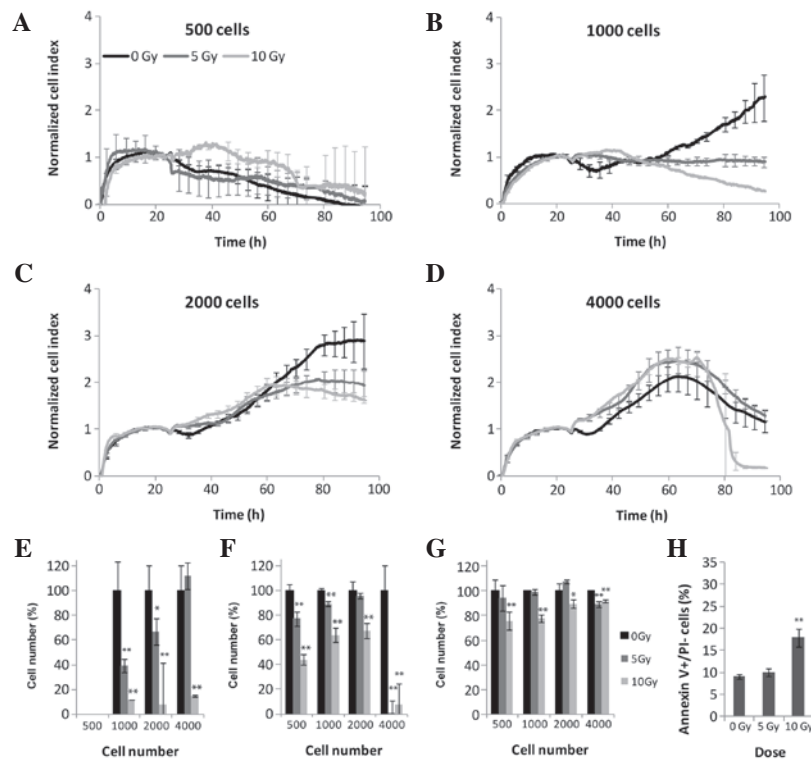 A
500 cells
0 Gy 5 Gy 10 Gy
Normalized cell index
4
3
2
1
0
0 20 40 60 80 100
Time (h)
B
1000 cells
Normalized cell index
4
3
2
1
0
0 20 40 60 80 100
Time (h)
C
2000 cells
Normalized cell index
4
3
2
1
0
0 20 40 60 80 100
Time (h)
D
4000 cells
Normalized cell index
4
3
2
1
0
0 20 40 60 80 100
Time (h)
E
Cell number (%)
120
100
80
60
40
20
0
** ** * ** **
500 1000 2000 4000
Cell number
F
Cell number (%)
120
100
80
60
40
20
0
** ** ** ** ** ** **
500 1000 2000 4000
Cell number
G
Cell number (%)
120
100
80
60
40
20
0
** ** * ** **
500 1000 2000 4000
Cell number
0Gy
5Gy
10Gy
H
Annexin V+/PI- cells (%)
35
30
25
20
15
10
5
0
**
0 Gy 5 Gy 10 Gy
Dose